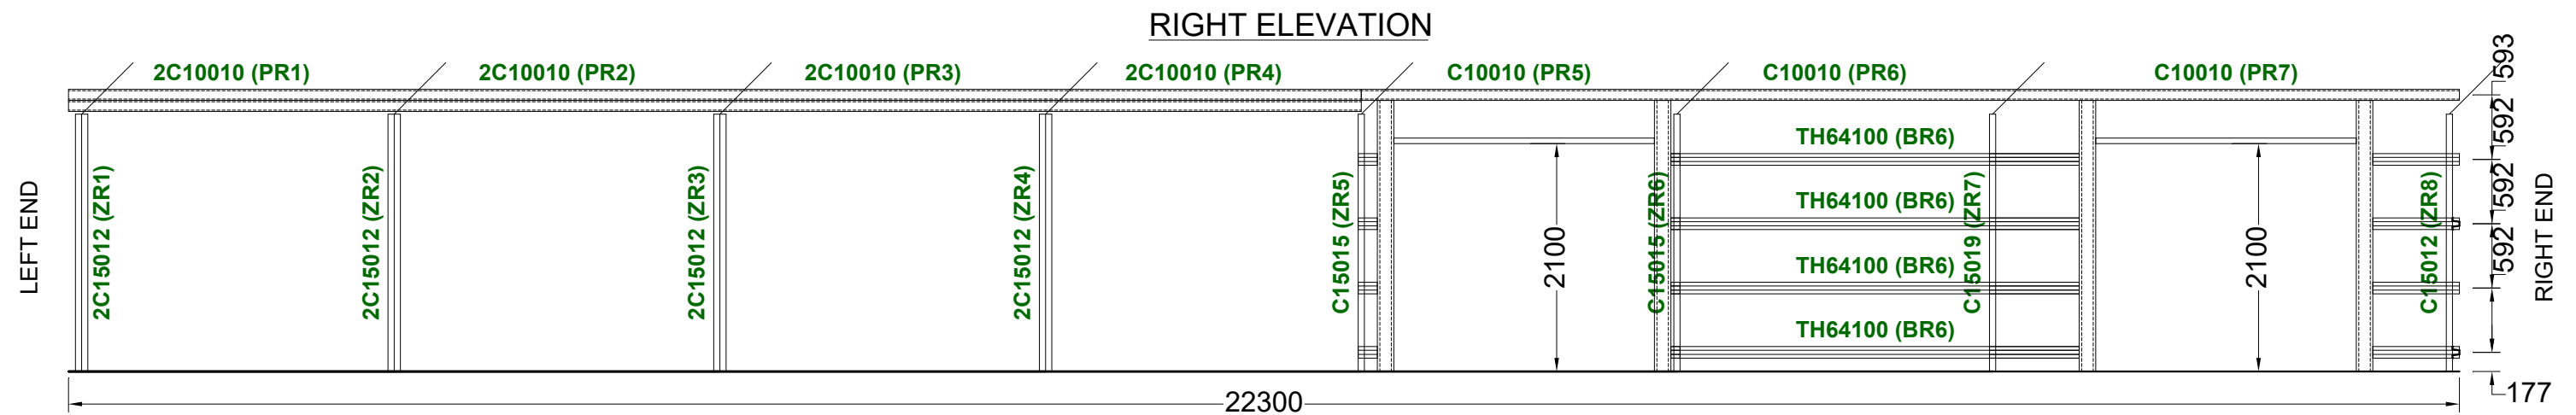 RIGHT ELEVATION
2C10010 (PR1)
2C10010 (PR2)
2C10010 (PR3)
2C10010 (PR4)
C10010 (PR5)
C10010 (PR6)
C10010 (PR7)
LEFT END
2C15012 (ZR1)
2C15012 (ZR2)
2C15012 (ZR3)
2C15012 (ZR4)
C15015 (ZR5)
2100
C15015 (ZR6)
TH64100 (BR6)
TH64100 (BR6)
TH64100 (BR6)
TH64100 (BR6)
C15019 (ZR7)
2100
C15012 (ZR8)
593
592
592
592
177
RIGHT END
22300